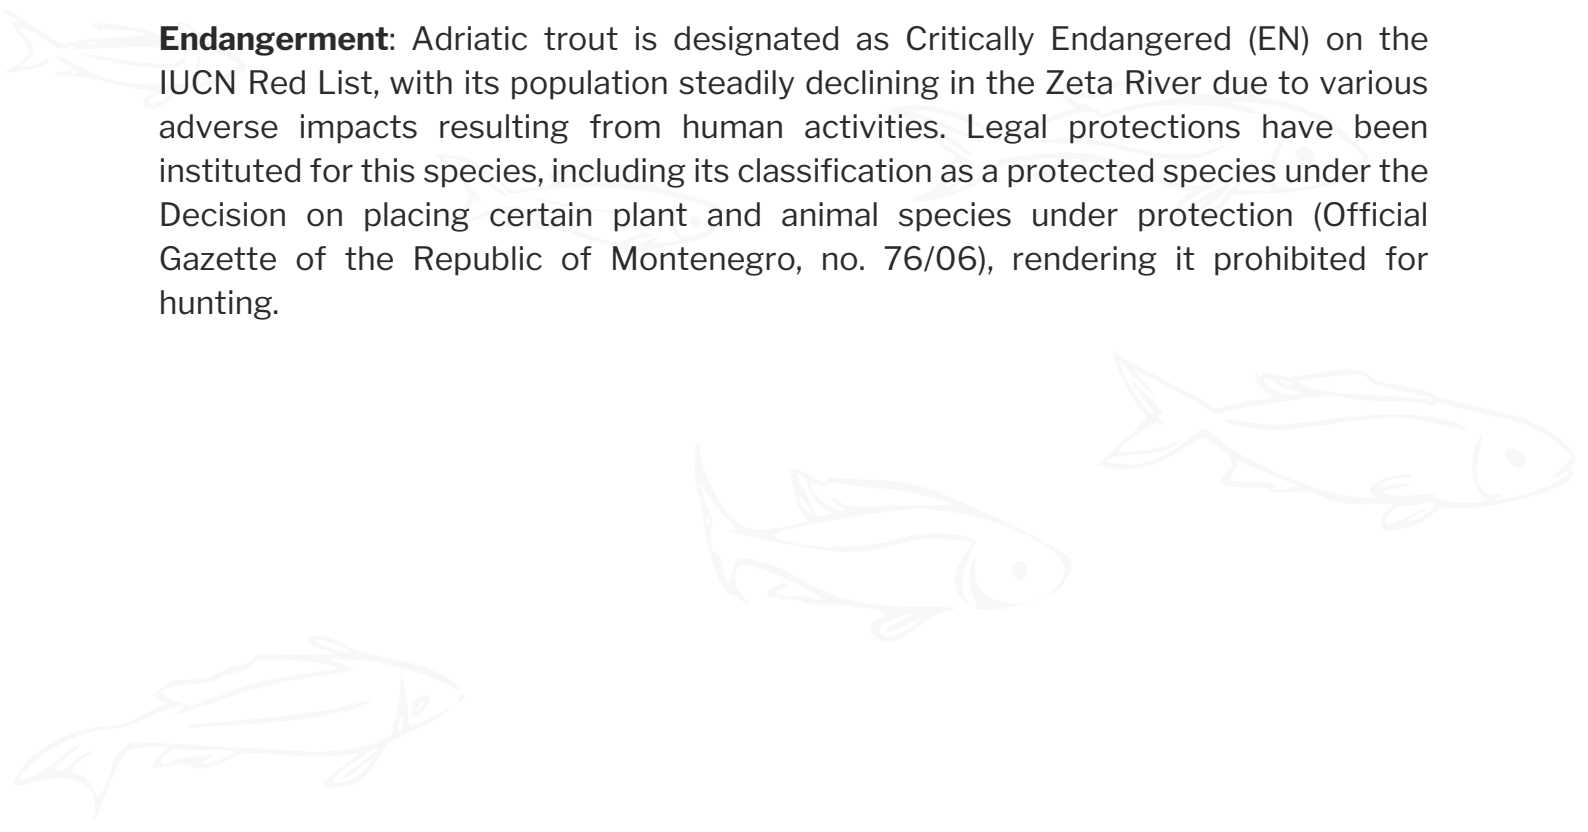 Endangerment: Adriatic trout is designated as Critically Endangered (EN) on the
IUCN Red List, with its population steadily declining in the Zeta River due to various
adverse impacts resulting from human activities. Legal protections have been
instituted for this species, including its classification as a protected species under the
Decision on placing certain plant and animal species under protection (Official
Gazette of the Republic of Montenegro, no. 76/06), rendering it prohibited for
hunting.